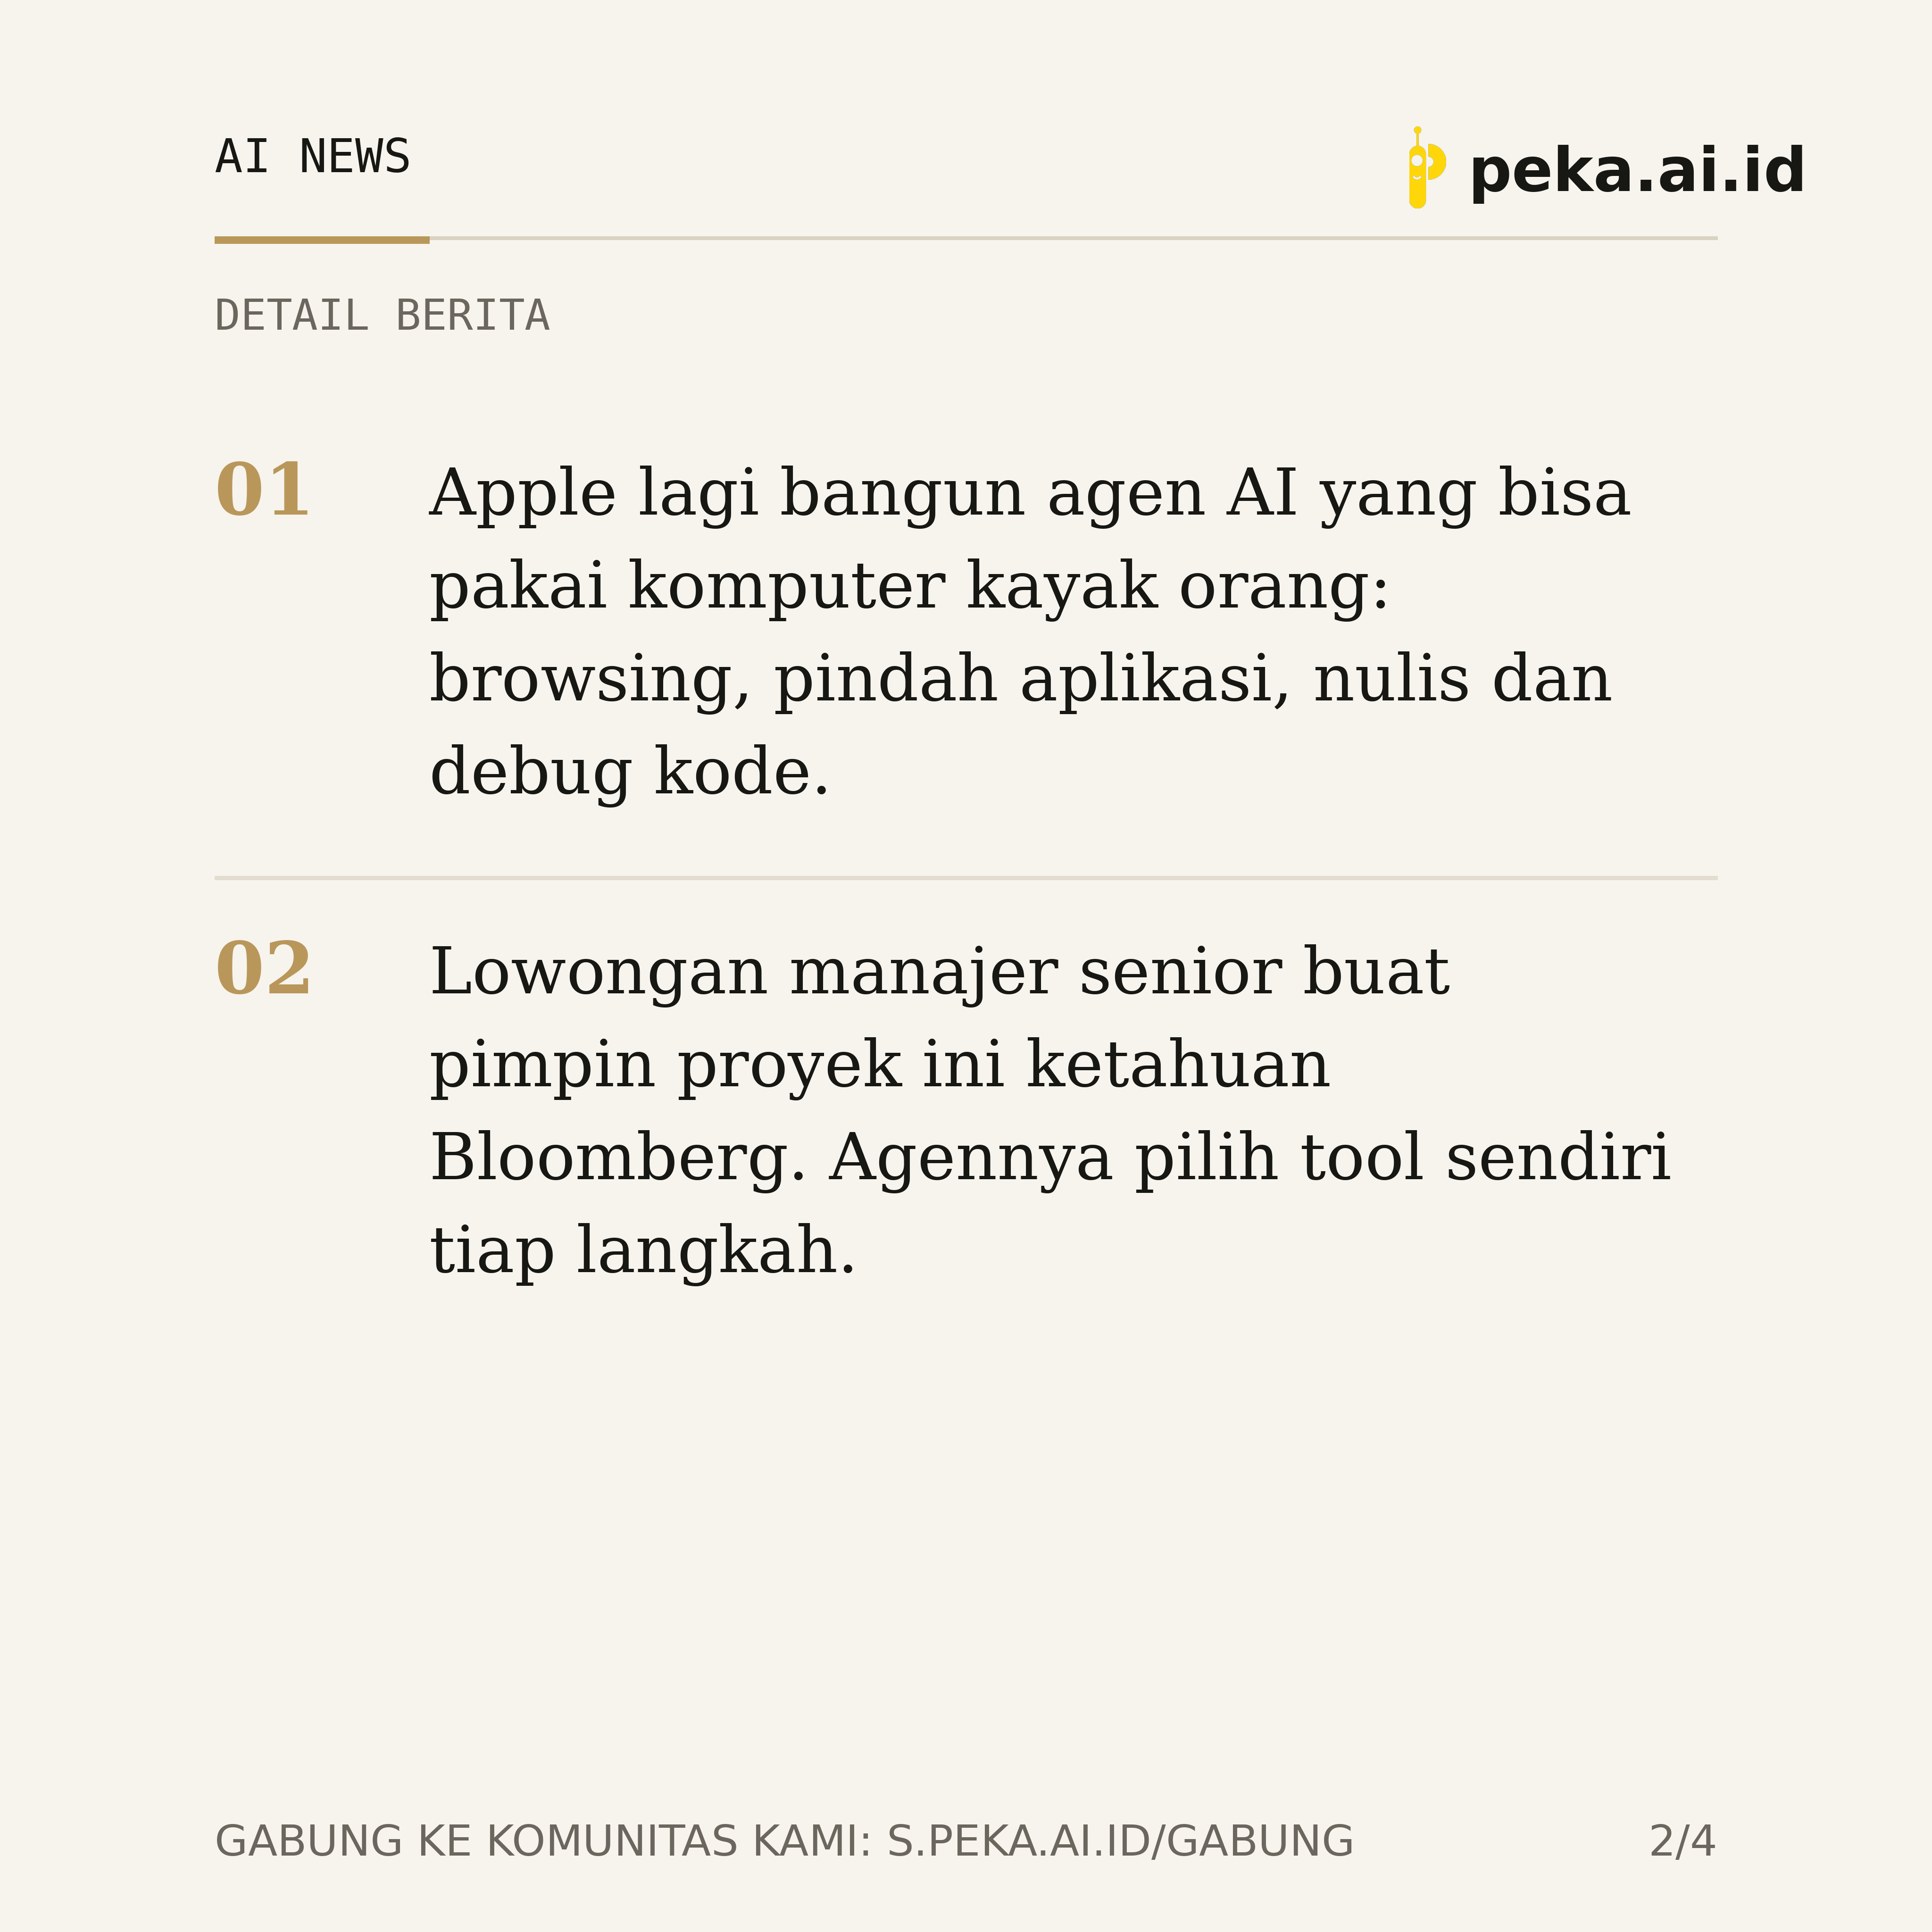 AI NEWS
peka.ai.id
DETAIL BERITA
01
Apple lagi bangun agen AI yang bisa
pakai komputer kayak orang:
browsing, pindah aplikasi, nulis dan
debug kode.
02
Lowongan manajer senior buat
pimpin proyek ini ketahuan
Bloomberg. Agennya pilih tool sendiri
tiap langkah.
GABUNG KE KOMUNITAS KAMI: S.PEKA.AI.ID/GABUNG
2/4